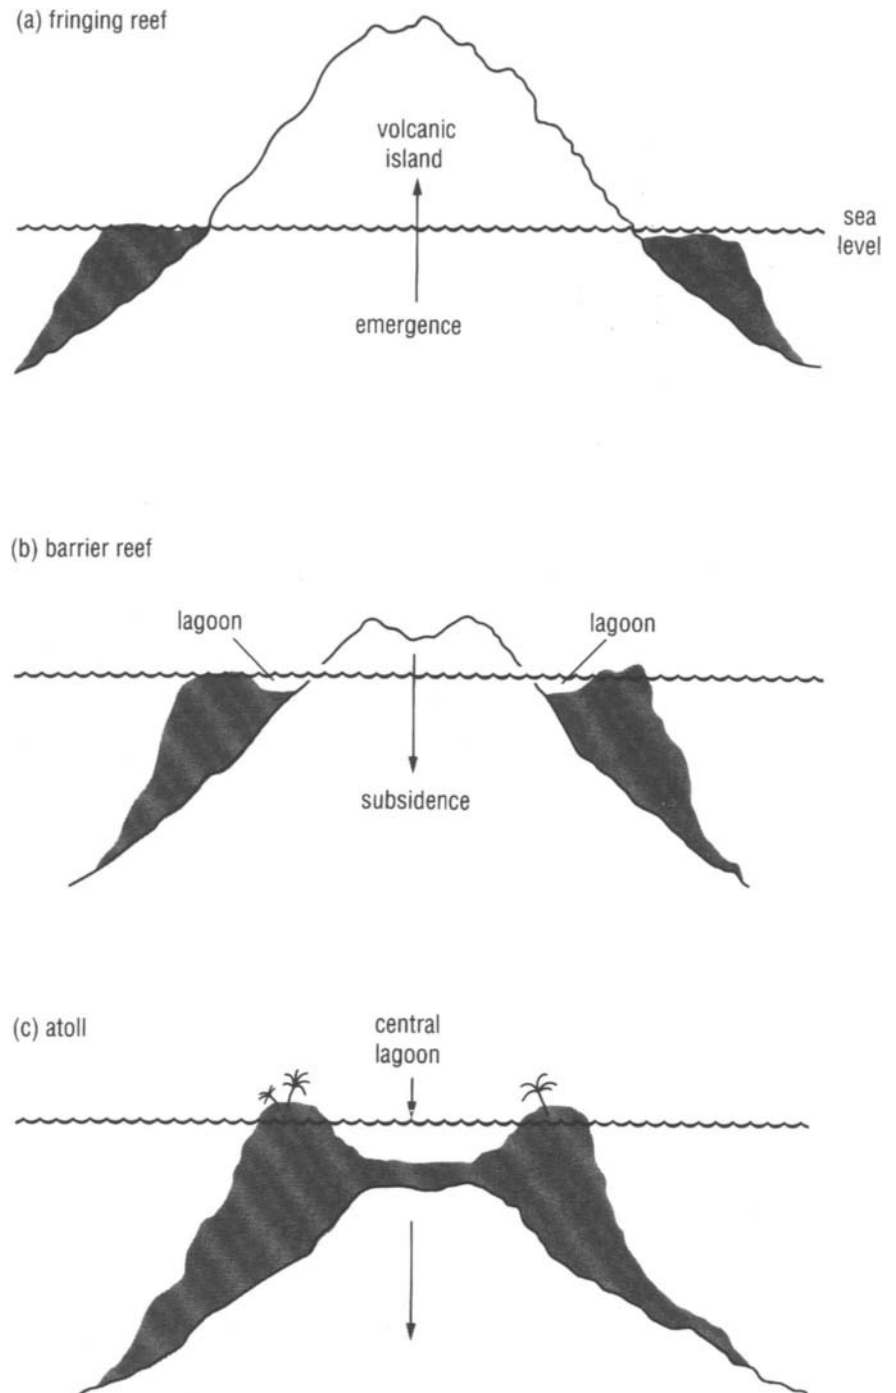 (a) fringing reef
volcanic
island
sea
level
emergence
(b) barrier reef
lagoon
lagoon
subsidence
(c) atoll
central
lagoon